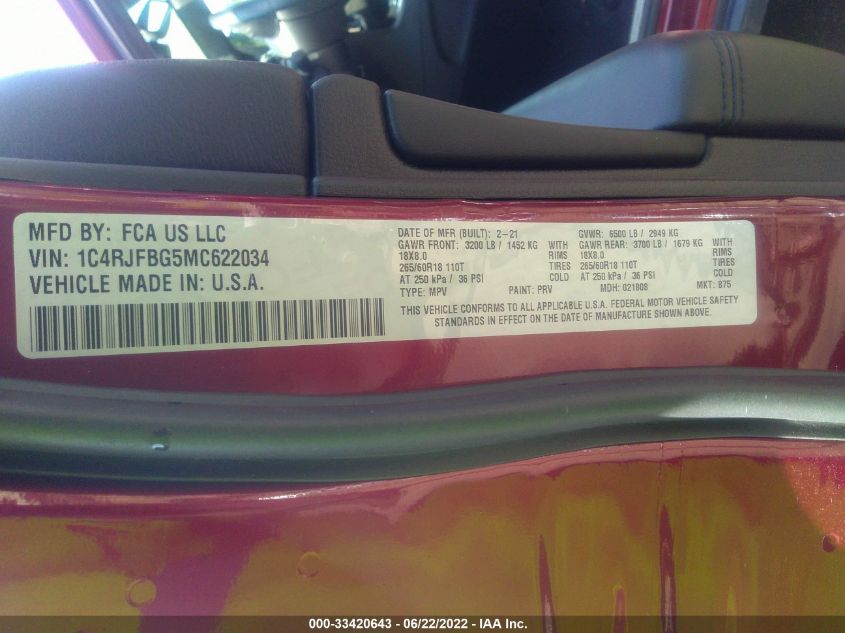 MFD BY: FCA US LLC
VIN: 1C4RJFBG5MC622034
VEHICLE MADE IN: U.S.A.
DATE OF MFR (BUILT): 2-21
GAWR FRONT: 3200 LB / 1452 KG WITH
18X8.0 RIMS
265/60R18 110T TIRES
AT 250 kPa / 36 PSI COLD
TYPE: MPV PAINT: PRV
GVWR: 6500 LB / 2949 KG
GAWR REAR: 3700 LB / 1679 KG WITH
18X8.0 RIMS
265/60R18 110T TIRES
AT 250 kPa / 36 PSI COLD
MDH: 021808 MKT: B75
THIS VEHICLE CONFORMS TO ALL APPLICABLE U.S.A. FEDERAL MOTOR VEHICLE SAFETY
STANDARDS IN EFFECT ON THE DATE OF MANUFACTURE SHOWN ABOVE.
000-33420643 - 06/22/2022 - IAA Inc.